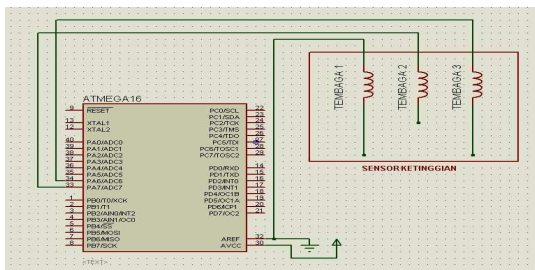 ATMEGA16
9 RESET PC0/SCL 22
PC1/SDA 23
13 XTAL1 PC2/TCK 24
12 XTAL2 PC3/TMS 25
PC4/TDO 26
40 PA0/ADC0 PC5/TDI 27
39 PA1/ADC1 PC6/TOSC1 28
38 PA2/ADC2 PC7/TOSC2 29
37 PA3/ADC3
36 PA4/ADC4 PD0/RXD 14
35 PA5/ADC5 PD1/TXD 15
34 PA6/ADC6 PD2/INT0 16
33 PA7/ADC7 PD3/INT1 17
PD4/OC1B 18
1 PB0/T0/XCK PD5/OC1A 19
2 PB1/T1 PD6/ICP1 20
3 PB2/AIN0/INT2 PD7/OC2 21
4 PB3/AIN1/OC0
5 PB4/SS
6 PB5/MOSI
7 PB6/MISO AREF 32
8 PB7/SCK AVCC 30
<TEXT>
TEMBAGA 1
TEMBAGA 2
TEMBAGA 3
SENSOR KETINGGIAN